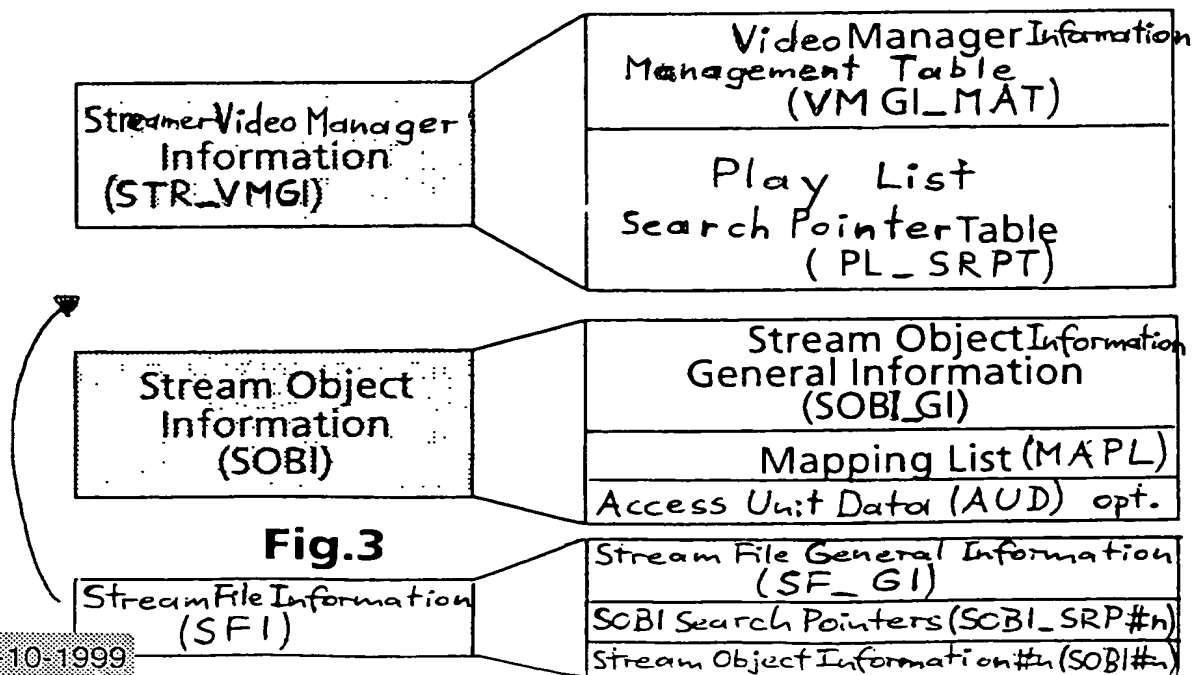 Streamer Video Manager
Information
(STR_VMGI)
Video Manager Information
Management Table
(VMGI_MAT)
Play List
Search Pointer Table
(PL_SRPT)
Stream Object
Information
(SOBI)
Stream Object Information
General Information
(SOBI_GI)
Mapping List (MAPL)
Access Unit Data (AUD) opt.
Fig.3
Stream File Information
(SFI)
Stream File General Information
(SF_GI)
SOBI Search Pointers (SOBI_SRP#n)
Stream Object Information#n (SOBI#n)
10-1999